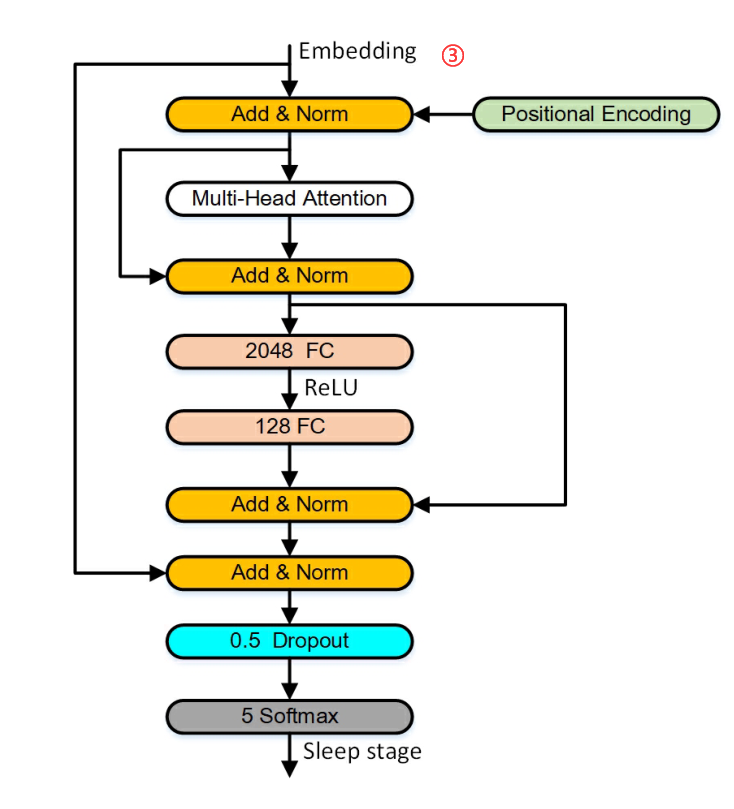 Embedding ③
Add & Norm
Positional Encoding
Multi-Head Attention
Add & Norm
2048 FC
ReLU
128 FC
Add & Norm
Add & Norm
0.5 Dropout
5 Softmax
Sleep stage